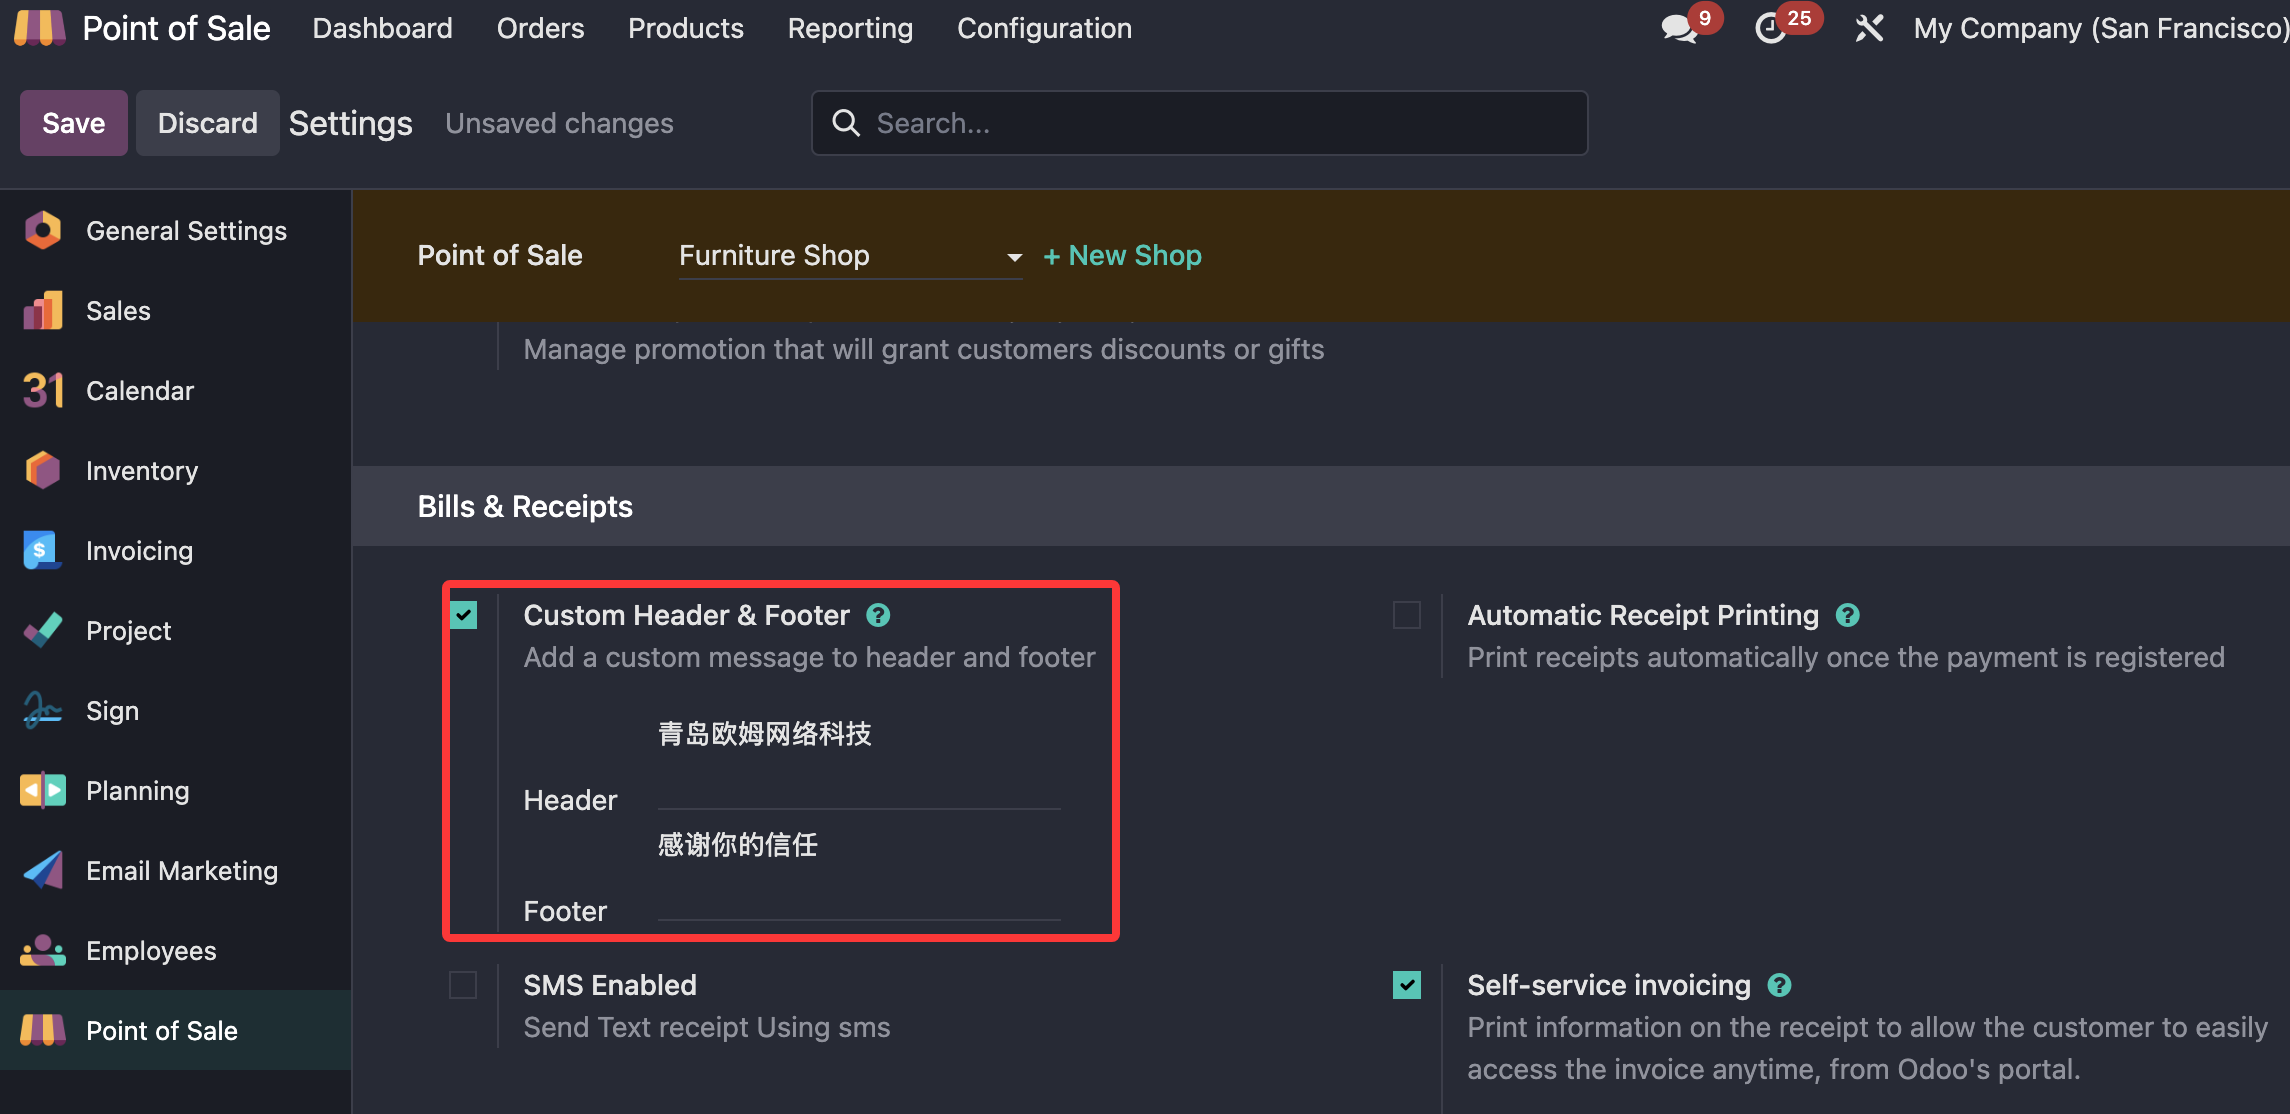 Point of Sale Dashboard Orders Products Reporting Configuration 9 25 My Company (San Francisco)
Save Discard Settings Unsaved changes Search...
General Settings
Sales
31 Calendar
Inventory
$ Invoicing
Project
Sign
Planning
Email Marketing
Employees
Point of Sale
Point of Sale Furniture Shop + New Shop
Manage promotion that will grant customers discounts or gifts
Bills & Receipts
Custom Header & Footer ?
Add a custom message to header and footer
青岛欧姆网络科技
Header
感谢你的信任
Footer
Automatic Receipt Printing ?
Print receipts automatically once the payment is registered
SMS Enabled
Send Text receipt Using sms
Self-service invoicing ?
Print information on the receipt to allow the customer to easily
access the invoice anytime, from Odoo's portal.